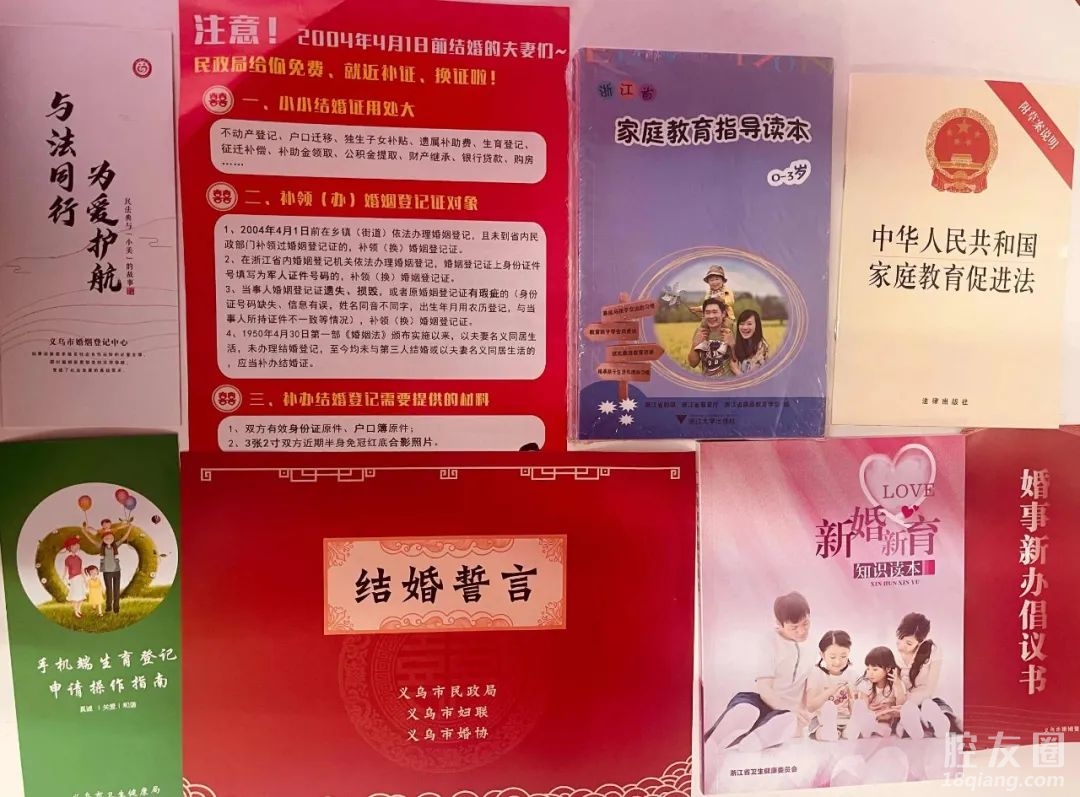 与法同行
为爱护航
民法典与“小美”的故事
义乌市婚姻登记中心
注意！2004年4月1日前结婚的夫妻们~
民政局给你免费、就近补证、换证啦！
一、小小结婚证用处大
不动产登记、户口迁移、独生子女补贴、遗属补助费、生育登记、
征迁补偿、补助金领取、公积金提取、财产继承、银行贷款、购房
……
二、补领（办）婚姻登记证对象
1、2004年4月1日前在乡镇（街道）依法办理婚姻登记，且未到省内民
政部门补领过婚姻登记证的，补领（换）婚姻登记证。
2、在浙江省内婚姻登记机关依法办理婚姻登记，婚姻登记证上身份证件
号填写为军人证件号码的，补领（换）婚姻登记证。
3、当事人婚姻登记证遗失、损毁，或者原婚姻登记证有瑕疵的（身份
证号码缺失、信息有误，姓名同音不同字，出生年月用农历登记，与当
事人所持证件不一致等情况），补领（换）婚姻登记证。
4、1950年4月30日第一部《婚姻法》颁布实施以来，以夫妻名义同居生
活，未办理结婚登记，至今均未与第三人结婚或以夫妻名义同居生活的
，应当补办结婚证。
三、补办结婚登记需要提供的材料
1、双方有效身份证原件、户口簿原件；
2、3张2寸双方近期半身免冠红底合影照片。
浙江省
家庭教育指导读本
0-3岁
浙江大学出版社
附草案说明
中华人民共和国
家庭教育促进法
法律出版社
手机端生育登记
申请操作指南
真诚 | 关爱 | 和谐
义乌市卫生健康局
结婚誓言
义乌市民政局
义乌市妇联
义乌市婚协
LOVE
新婚新育
知识读本
XIN HUN XIN YU
浙江省卫生健康委员会
婚事新办倡议书
腔友圈
18qiang.com